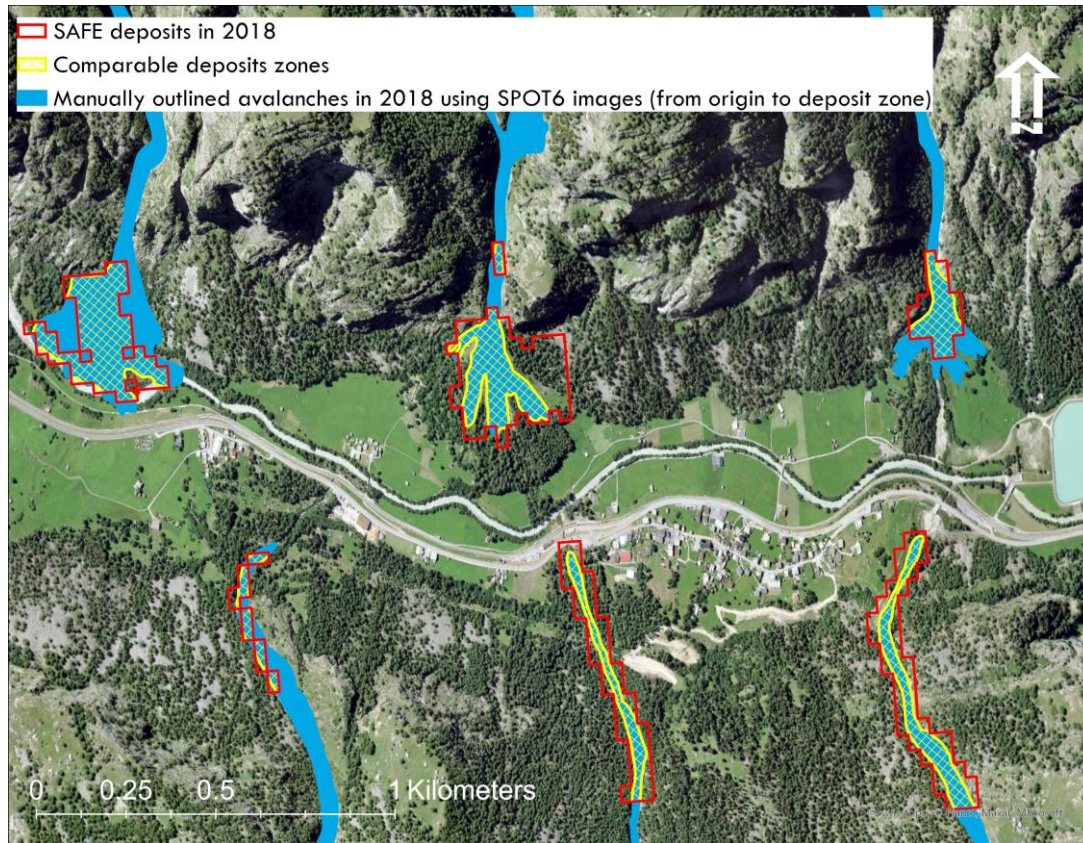 SAFE deposits in 2018
Comparable deposits zones
Manually outlined avalanches in 2018 using SPOT6 images (from origin to deposit zone)
N
0 0.25 0.5 1 Kilometers